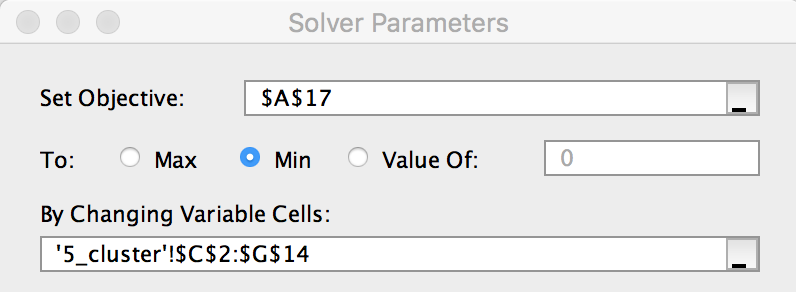 Solver Parameters
Set Objective: $A$17
To: Max Min Value Of: 0
By Changing Variable Cells:
'5_cluster'!$C$2:$G$14